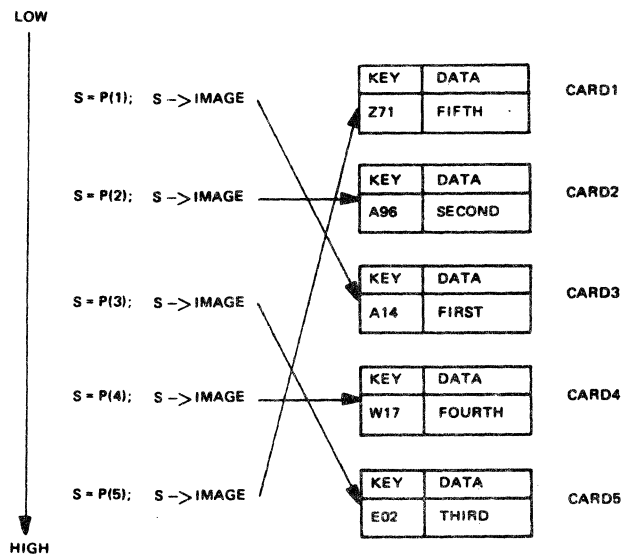 LOW
S = P(1); S -> IMAGE
KEY DATA
Z71 FIFTH
CARD1
S = P(2); S -> IMAGE
KEY DATA
A96 SECOND
CARD2
S = P(3); S -> IMAGE
KEY DATA
A14 FIRST
CARD3
S = P(4); S -> IMAGE
KEY DATA
W17 FOURTH
CARD4
S = P(5); S -> IMAGE
KEY DATA
E02 THIRD
CARD5
HIGH